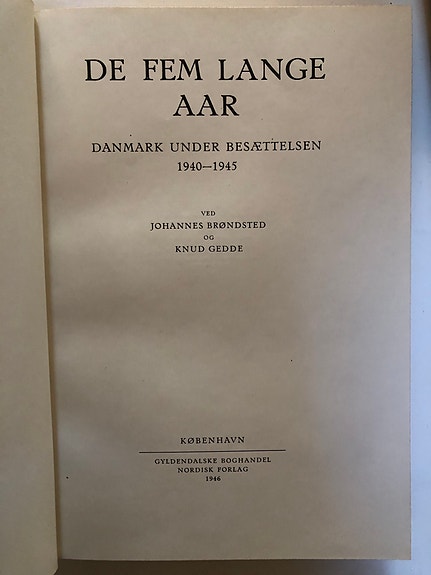 DE FEM LANGE
AAR
DANMARK UNDER BESÆTTELSEN
1940—1945
VED
JOHANNES BRØNDSTED
OG
KNUD GEDDE
KØBENHAVN
GYLDENDALSKE BOGHANDEL
NORDISK FORLAG
1946